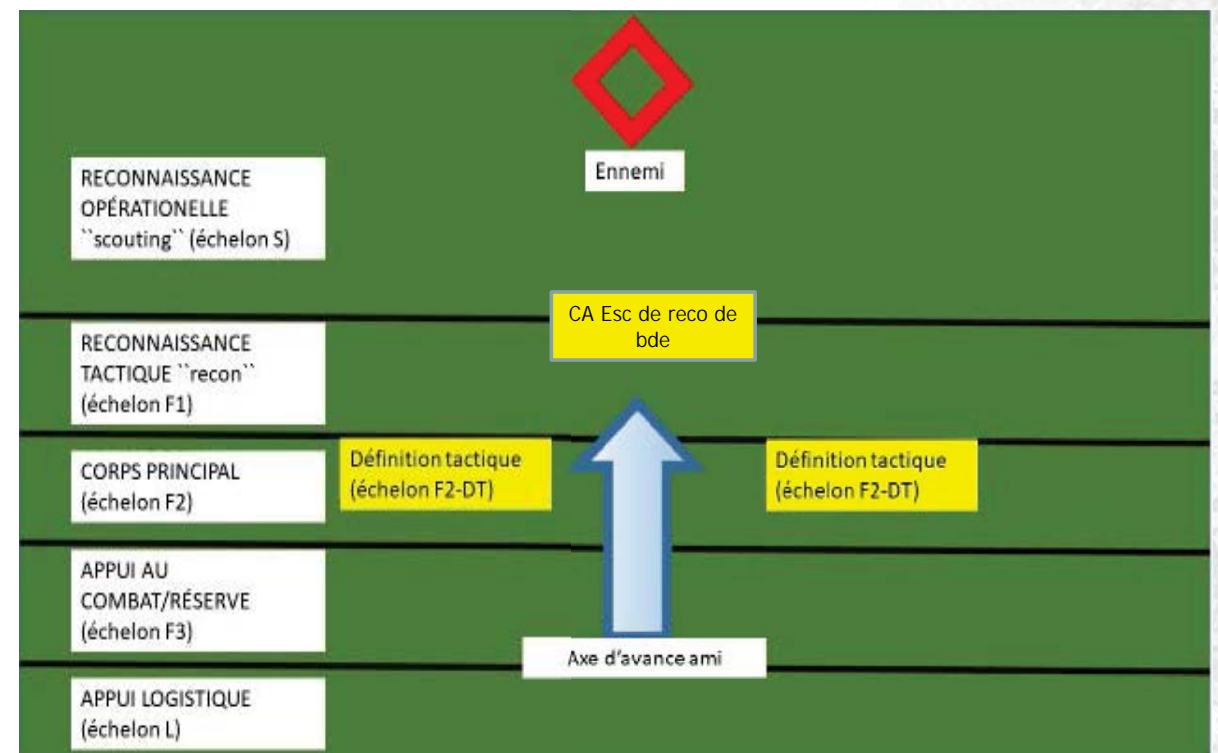 Ennemi
RECONNAISSANCE
OPÉRATIONELLE
``scouting`` (échelon S)
CA Esc de reco de
bde
RECONNAISSANCE
TACTIQUE ``recon``
(échelon F1)
CORPS PRINCIPAL
(échelon F2)
Définition tactique
(échelon F2-DT)
Définition tactique
(échelon F2-DT)
APPUI AU
COMBAT/RÉSERVE
(échelon F3)
Axe d'avance ami
APPUI LOGISTIQUE
(échelon L)